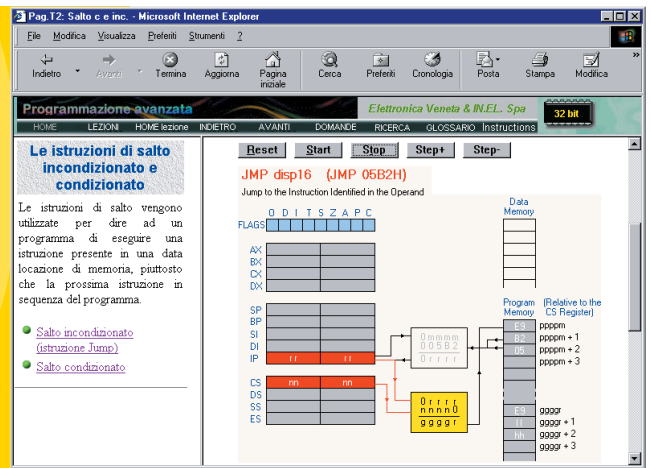 Pag.T2: Salto c e inc. - Microsoft Internet Explorer
File Modifica Visualizza Preferiti Strumenti ?
Indietro Avanti Termina Aggiorna Pagina iniziale Cerca Preferiti Cronologia Posta Stampa Modifica »
Programmazione avanzata Elettronica Veneta & IN.EL. Spa 32 bit
HOME LEZIONI HOME lezione INDIETRO AVANTI DOMANDE RICERCA GLOSSARIO Instructions
Le istruzioni di salto
incondizionato e
condizionato
Le istruzioni di salto vengono
utilizzate per dire ad un
programma di eseguire una
istruzione presente in una data
locazione di memoria, piuttosto
che la prossima istruzione in
sequenza del programma.
Salto incondizionato
(istruzione Jump)
Salto condizionato
Reset Start Stop Step+ Step-
JMP disp16 (JMP 05B2H)
Jump to the Instruction Identified in the Operand
O D I T S Z A P C
FLAGS
AX
BX
CX
DX
SP
BP
SI
DI
IP rr rr
CS nn nn
DS
SS
ES
0mmmm
005B2
0rrrr
0rrrr
nnnn0
ggggr
Data
Memory
Program
Memory
(Relative to the
CS Register)
E9 ppppm
B2 ppppm + 1
05 ppppm + 2
ppppm + 3
E9 ggggr
ll ggggr + 1
hh ggggr + 2
ggggr + 3